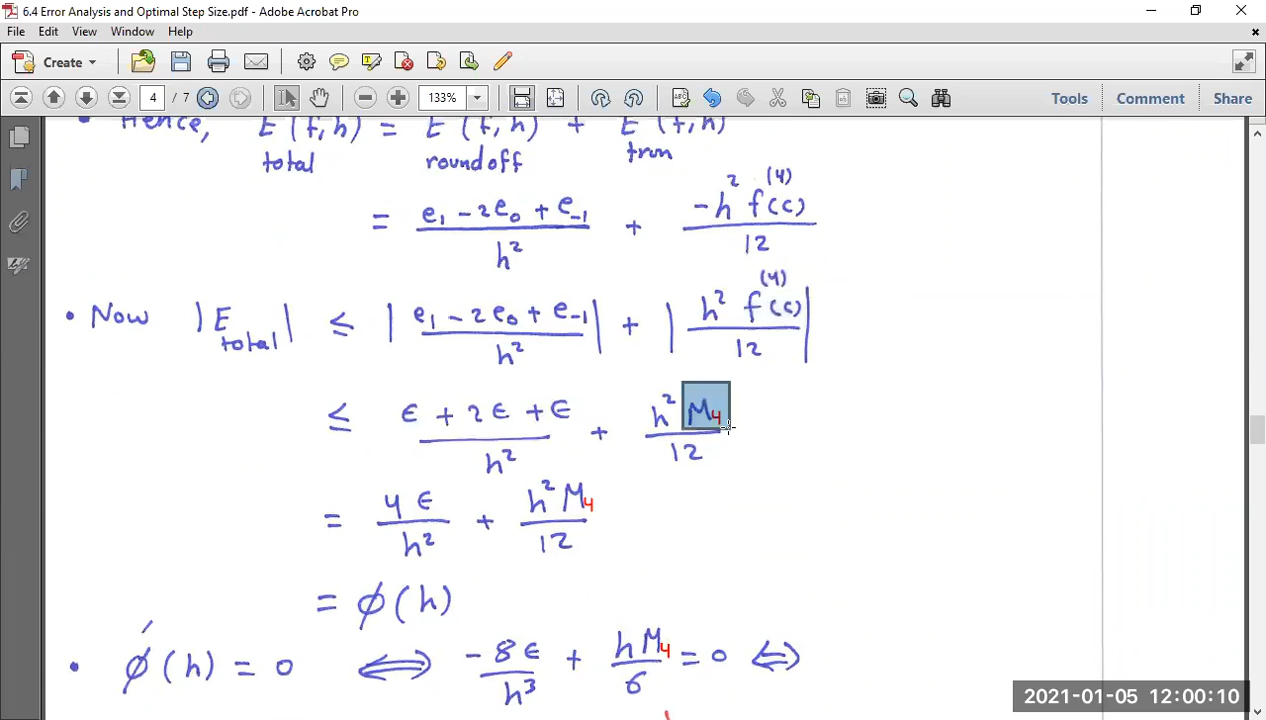 6.4 Error Analysis and Optimal Step Size.pdf - Adobe Acrobat Pro
File Edit View Window Help
Create
4 / 7 133% Tools Comment Share
• Hence, E (f,h) = E (f,h) + E (f,h)
total roundoff trun
= e₁ - 2e₀ + e₋₁ / h² + -h² f⁽⁴⁾(c) / 12
• Now |E total| ≤ |e₁ - 2e₀ + e₋₁ / h²| + |h² f⁽⁴⁾(c) / 12|
≤ ϵ + 2ϵ + ϵ / h² + h² M₄ / 12
= 4ϵ / h² + h² M₄ / 12
= ϕ(h)
• ϕ′(h) = 0 ⟺ -8ϵ / h³ + hM₄ / 6 = 0 ⟺
2021-01-05 12:00:10